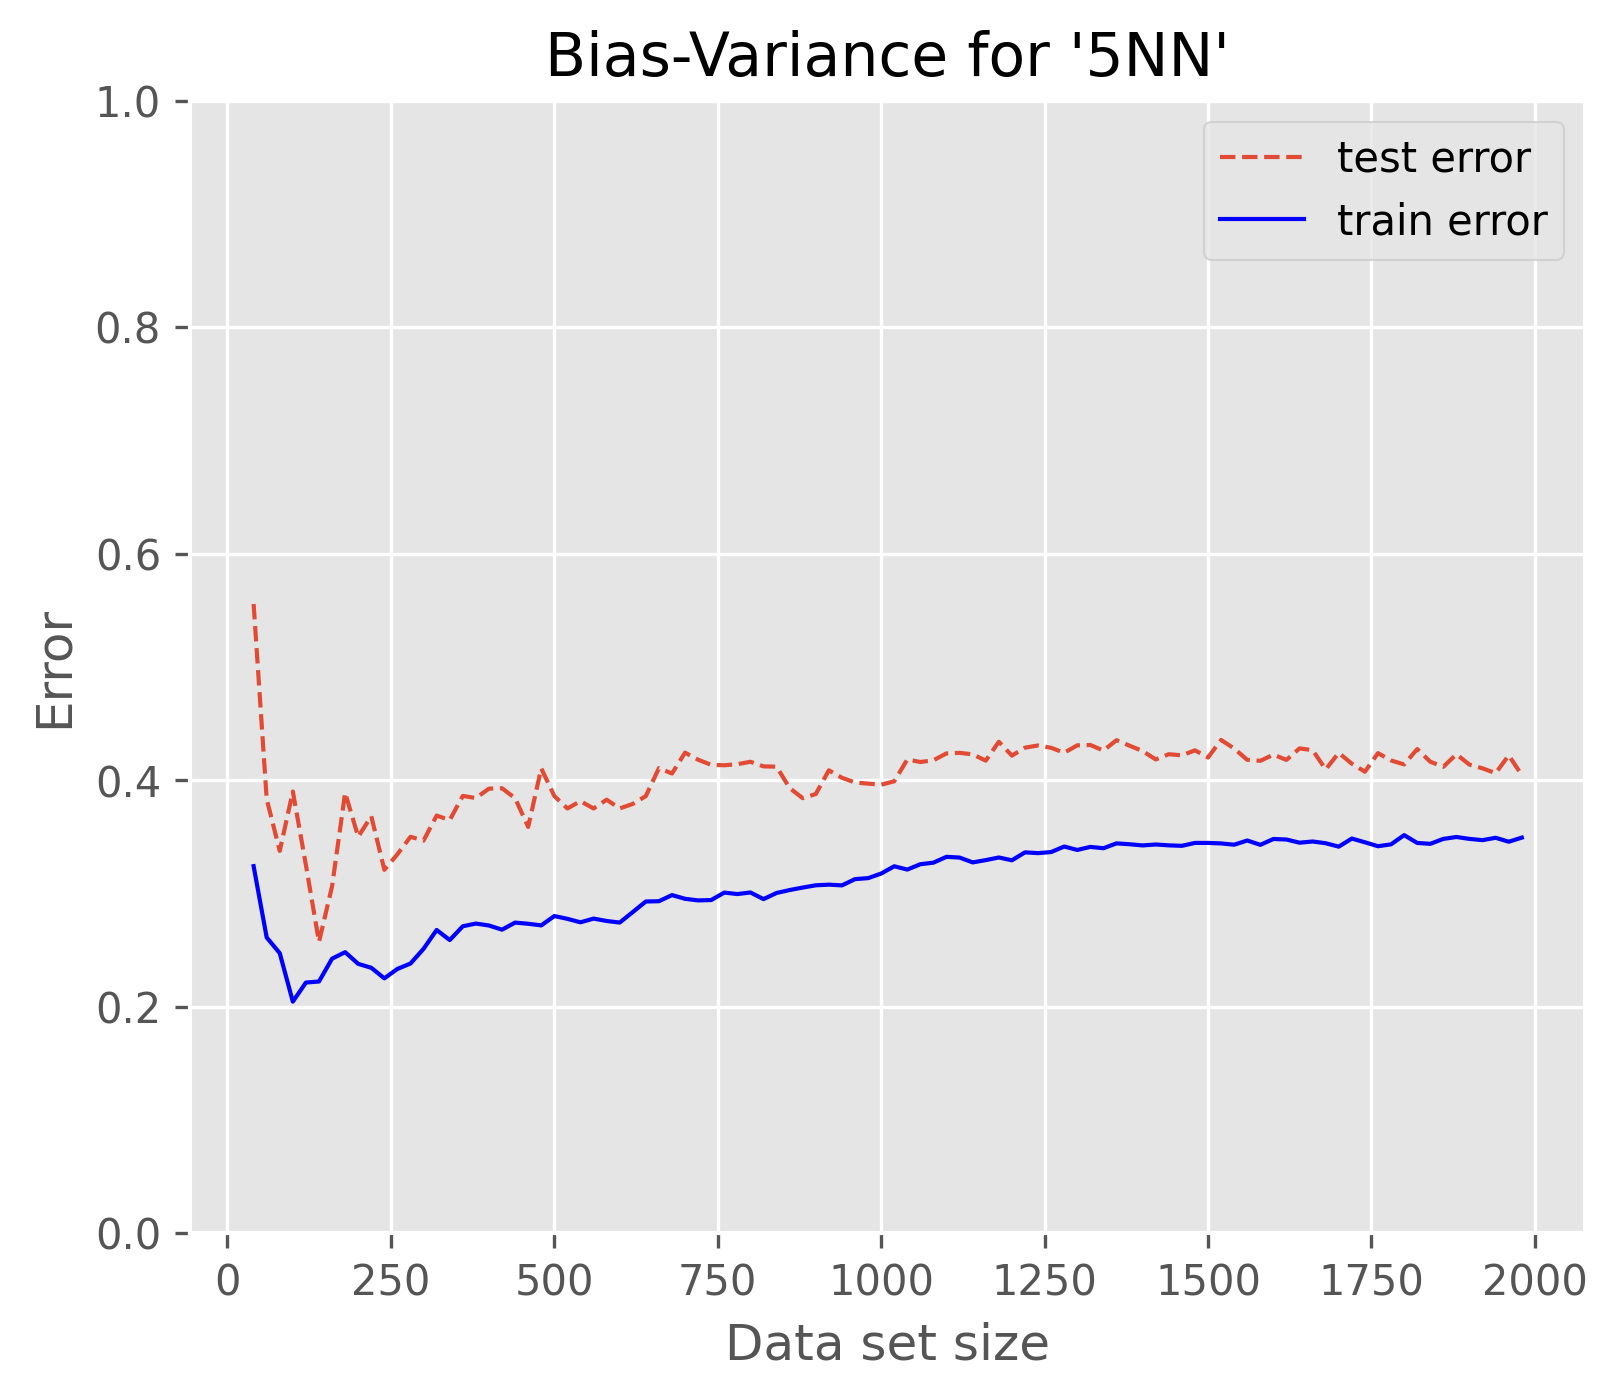 Bias-Variance for '5NN'
1.0
0.8
0.6
0.4
0.2
0.0
Error
test error
train error
0 250 500 750 1000 1250 1500 1750 2000
Data set size